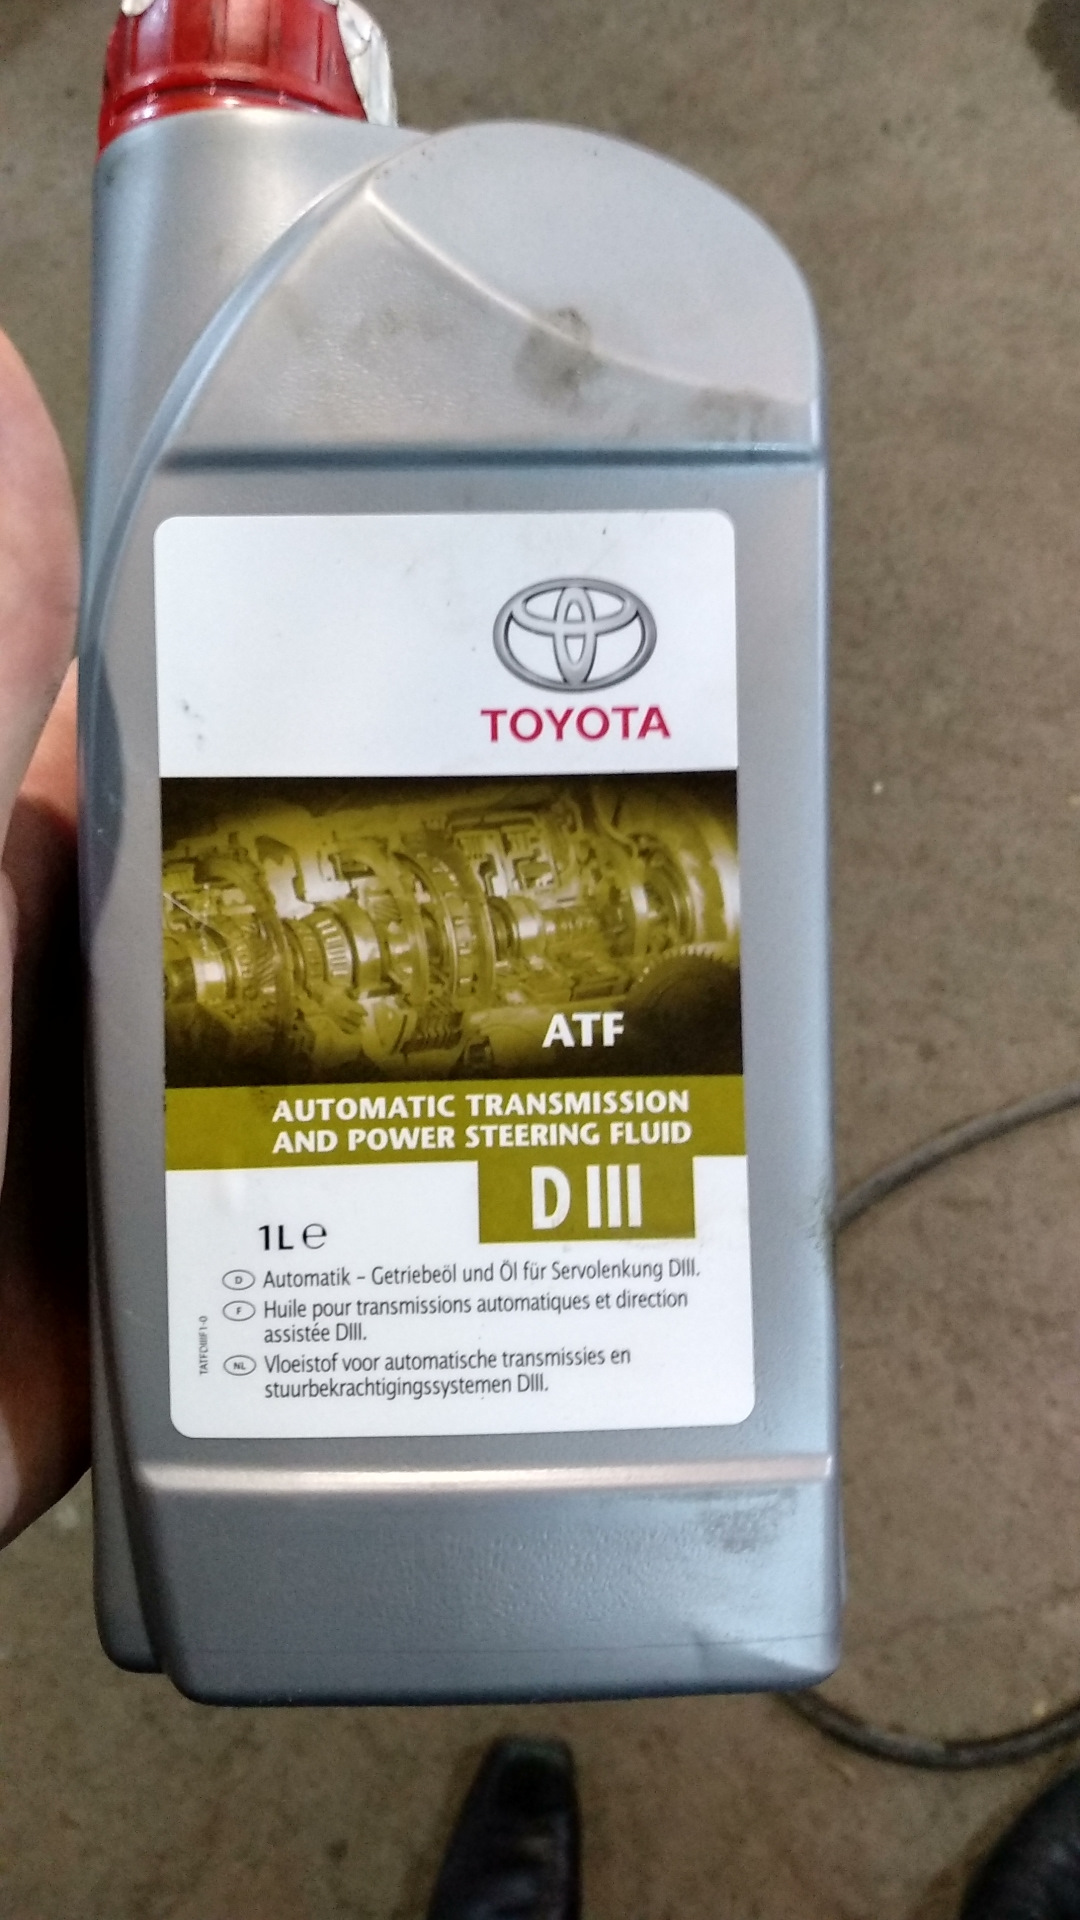 TOYOTA
ATF
AUTOMATIC TRANSMISSION
AND POWER STEERING FLUID
D III
1L ℮
D Automatik – Getriebeöl und Öl für Servolenkung DIII.
F Huile pour transmissions automatiques et direction
assistée DIII.
NL Vloeistof voor automatische transmissies en
stuurbekrachtigingssystemen DIII.